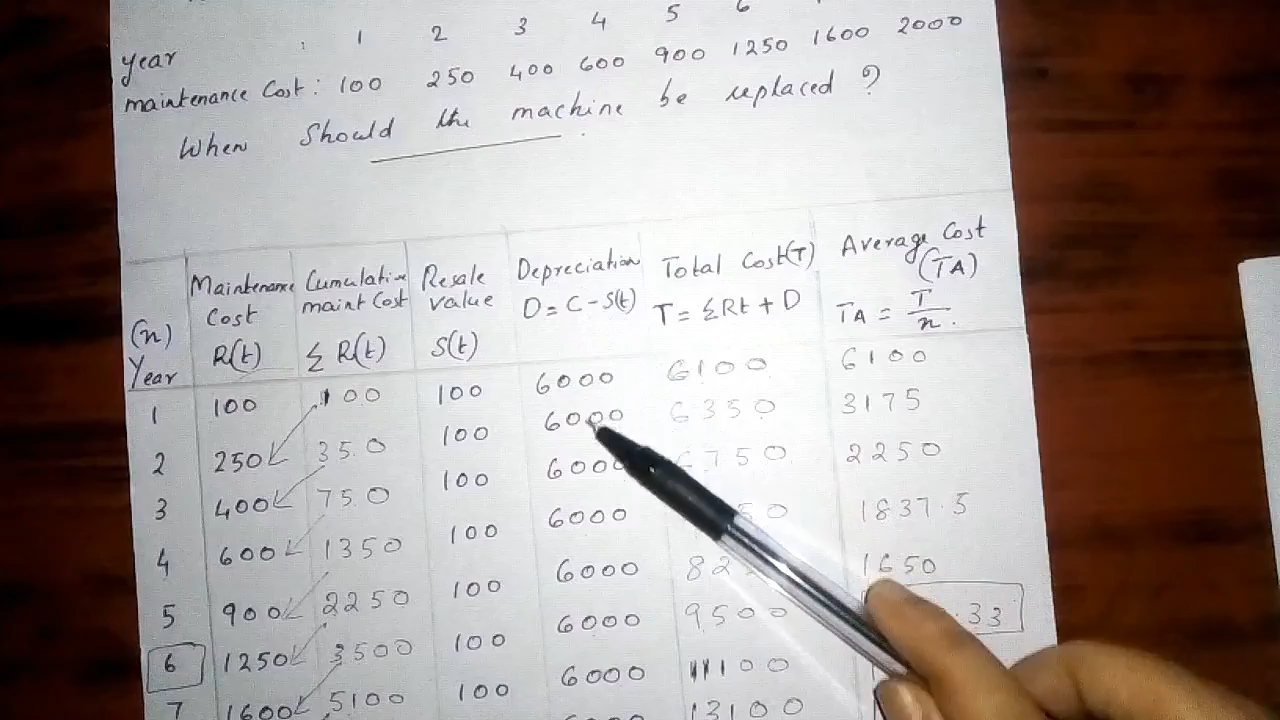 year : 1 2 3 4 5 6
maintenance Cost : 100 250 400 600 900 1250 1600 2000
When should the machine be replaced ?
(n) Year Maintenance Cost R(t) Cumulative maint Cost Σ R(t) Resale value S(t) Depreciation D = C - S(t) Total Cost(T) T = ΣRt + D Average Cost (TA) TA = T/n.
1 100 100 100 6000 6100 6100
2 250 350 100 6000 6350 3175
3 400 750 100 6000 6750 2250
4 600 1350 100 6000 1837.5
5 900 2250 100 6000 1650
6 1250 3500 100 6000 9500 .33
7 1600 5100 100 6000 11100
13100